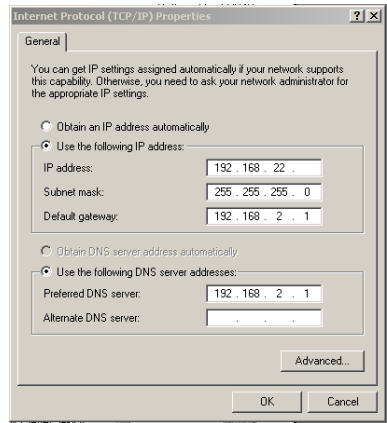 Internet Protocol (TCP/IP) Properties
General
You can get IP settings assigned automatically if your network supports
this capability. Otherwise, you need to ask your network administrator for
the appropriate IP settings.
Obtain an IP address automatically
Use the following IP address:
IP address: 192 . 168 . 22 .
Subnet mask: 255 . 255 . 255 . 0
Default gateway: 192 . 168 . 2 . 1
Obtain DNS server address automatically
Use the following DNS server addresses:
Preferred DNS server: 192 . 168 . 2 . 1
Alternate DNS server: . . .
Advanced...
OK Cancel